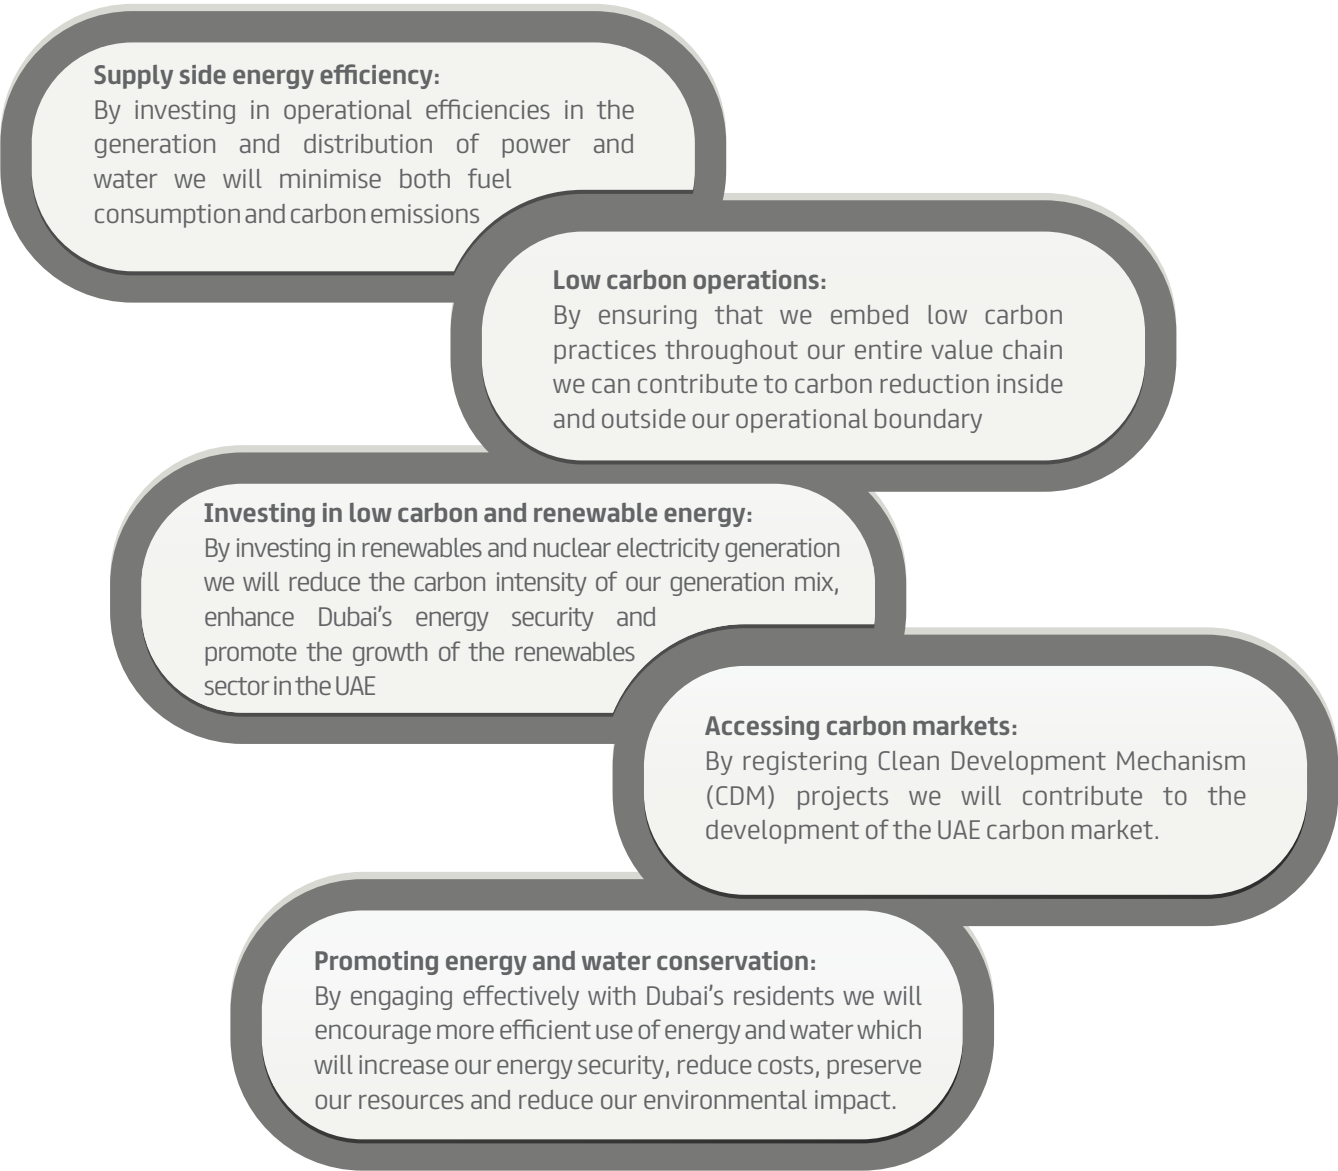 Supply side energy efficiency:
By investing in operational efficiencies in the
generation and distribution of power and
water we will minimise both fuel
consumption and carbon emissions
Low carbon operations:
By ensuring that we embed low carbon
practices throughout our entire value chain
we can contribute to carbon reduction inside
and outside our operational boundary
Investing in low carbon and renewable energy:
By investing in renewables and nuclear electricity generation
we will reduce the carbon intensity of our generation mix,
enhance Dubai’s energy security and
promote the growth of the renewables
sector in the UAE
Accessing carbon markets:
By registering Clean Development Mechanism
(CDM) projects we will contribute to the
development of the UAE carbon market.
Promoting energy and water conservation:
By engaging effectively with Dubai’s residents we will
encourage more efficient use of energy and water which
will increase our energy security, reduce costs, preserve
our resources and reduce our environmental impact.